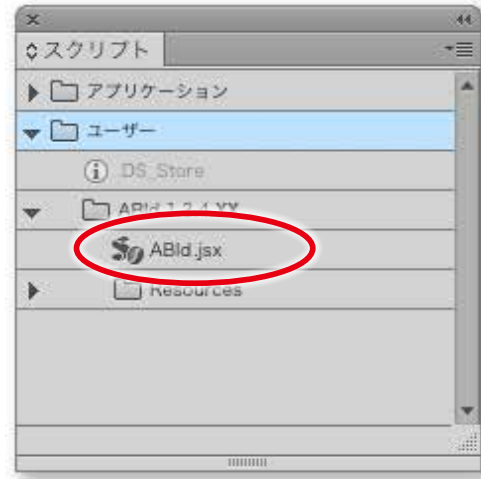 スクリプト
アプリケーション
ユーザー
DS_Store
ABId.jsx
Resources